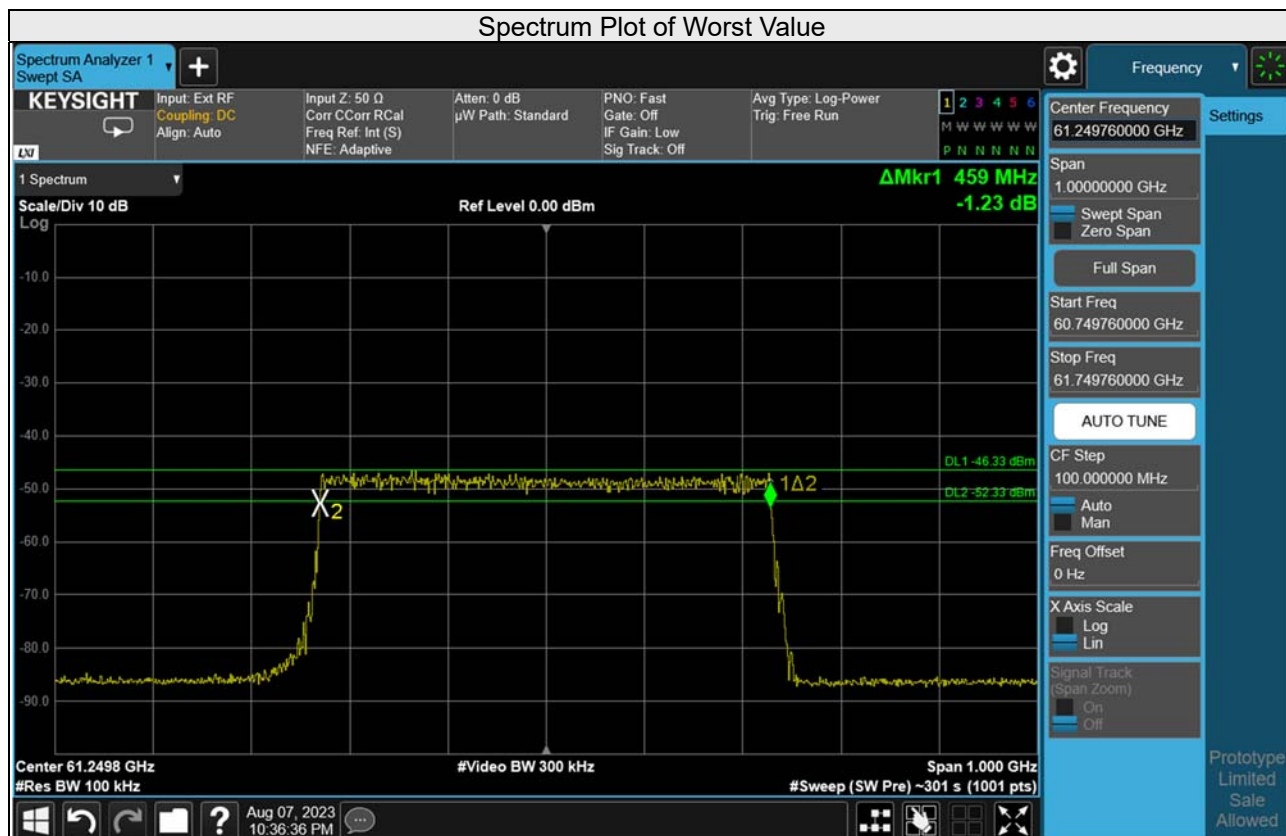 Spectrum Plot of Worst Value
Spectrum Analyzer 1
Swept SA
Frequency
KEYSIGHT
LXI
Input: Ext RF
Coupling: DC
Align: Auto
Input Z: 50 Ω
Corr CCorr RCal
Freq Ref: Int (S)
NFE: Adaptive
Atten: 0 dB
µW Path: Standard
PNO: Fast
Gate: Off
IF Gain: Low
Sig Track: Off
Avg Type: Log-Power
Trig: Free Run
1 2 3 4 5 6
M W W W W W
P N N N N N
1 Spectrum
ΔMkr1 459 MHz
-1.23 dB
Scale/Div 10 dB
Ref Level 0.00 dBm
Log
-10.0
-20.0
-30.0
-40.0
DL1 -46.33 dBm
-50.0
1Δ2
DL2 -52.33 dBm
2
-60.0
-70.0
-80.0
-90.0
Center 61.2498 GHz
#Video BW 300 kHz
Span 1.000 GHz
#Res BW 100 kHz
#Sweep (SW Pre) ~301 s (1001 pts)
Center Frequency
61.249760000 GHz
Settings
Span
1.00000000 GHz
Swept Span
Zero Span
Full Span
Start Freq
60.749760000 GHz
Stop Freq
61.749760000 GHz
AUTO TUNE
CF Step
100.000000 MHz
Auto
Man
Freq Offset
0 Hz
X Axis Scale
Log
Lin
Signal Track
(Span Zoom)
On
Off
Prototype
Limited
Sale
Allowed
?
Aug 07, 2023
10:36:36 PM